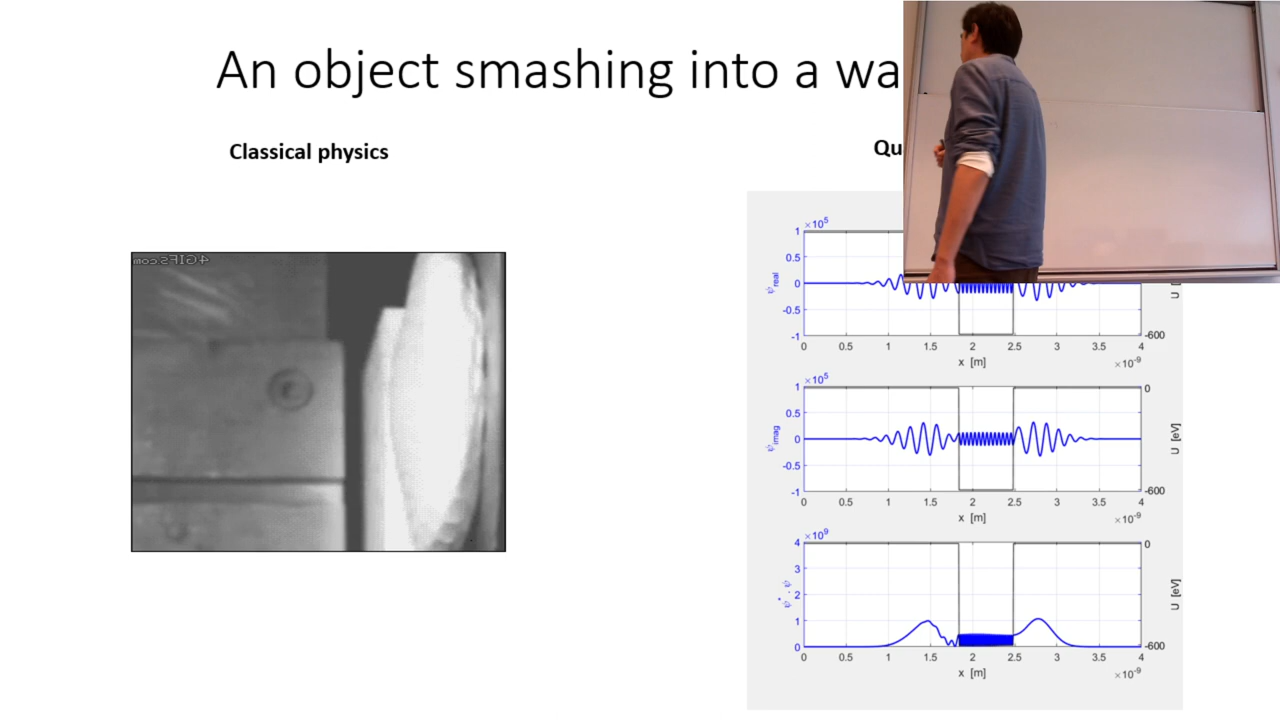 An object smashing into a wa
Classical physics
Qu
4GIFs.com
×10^5
1
0.5
0
-0.5
-1
ψ real
U [
-600
0 0.5 1 1.5 2 2.5 3 3.5 4
x [m]
×10^-9
×10^5
1
0.5
0
-0.5
-1
ψ imag
0
-600
U [eV]
0 0.5 1 1.5 2 2.5 3 3.5 4
x [m]
×10^-9
×10^9
4
3
2
1
0
ψ* · ψ
0
-600
U [eV]
0 0.5 1 1.5 2 2.5 3 3.5 4
x [m]
×10^-9